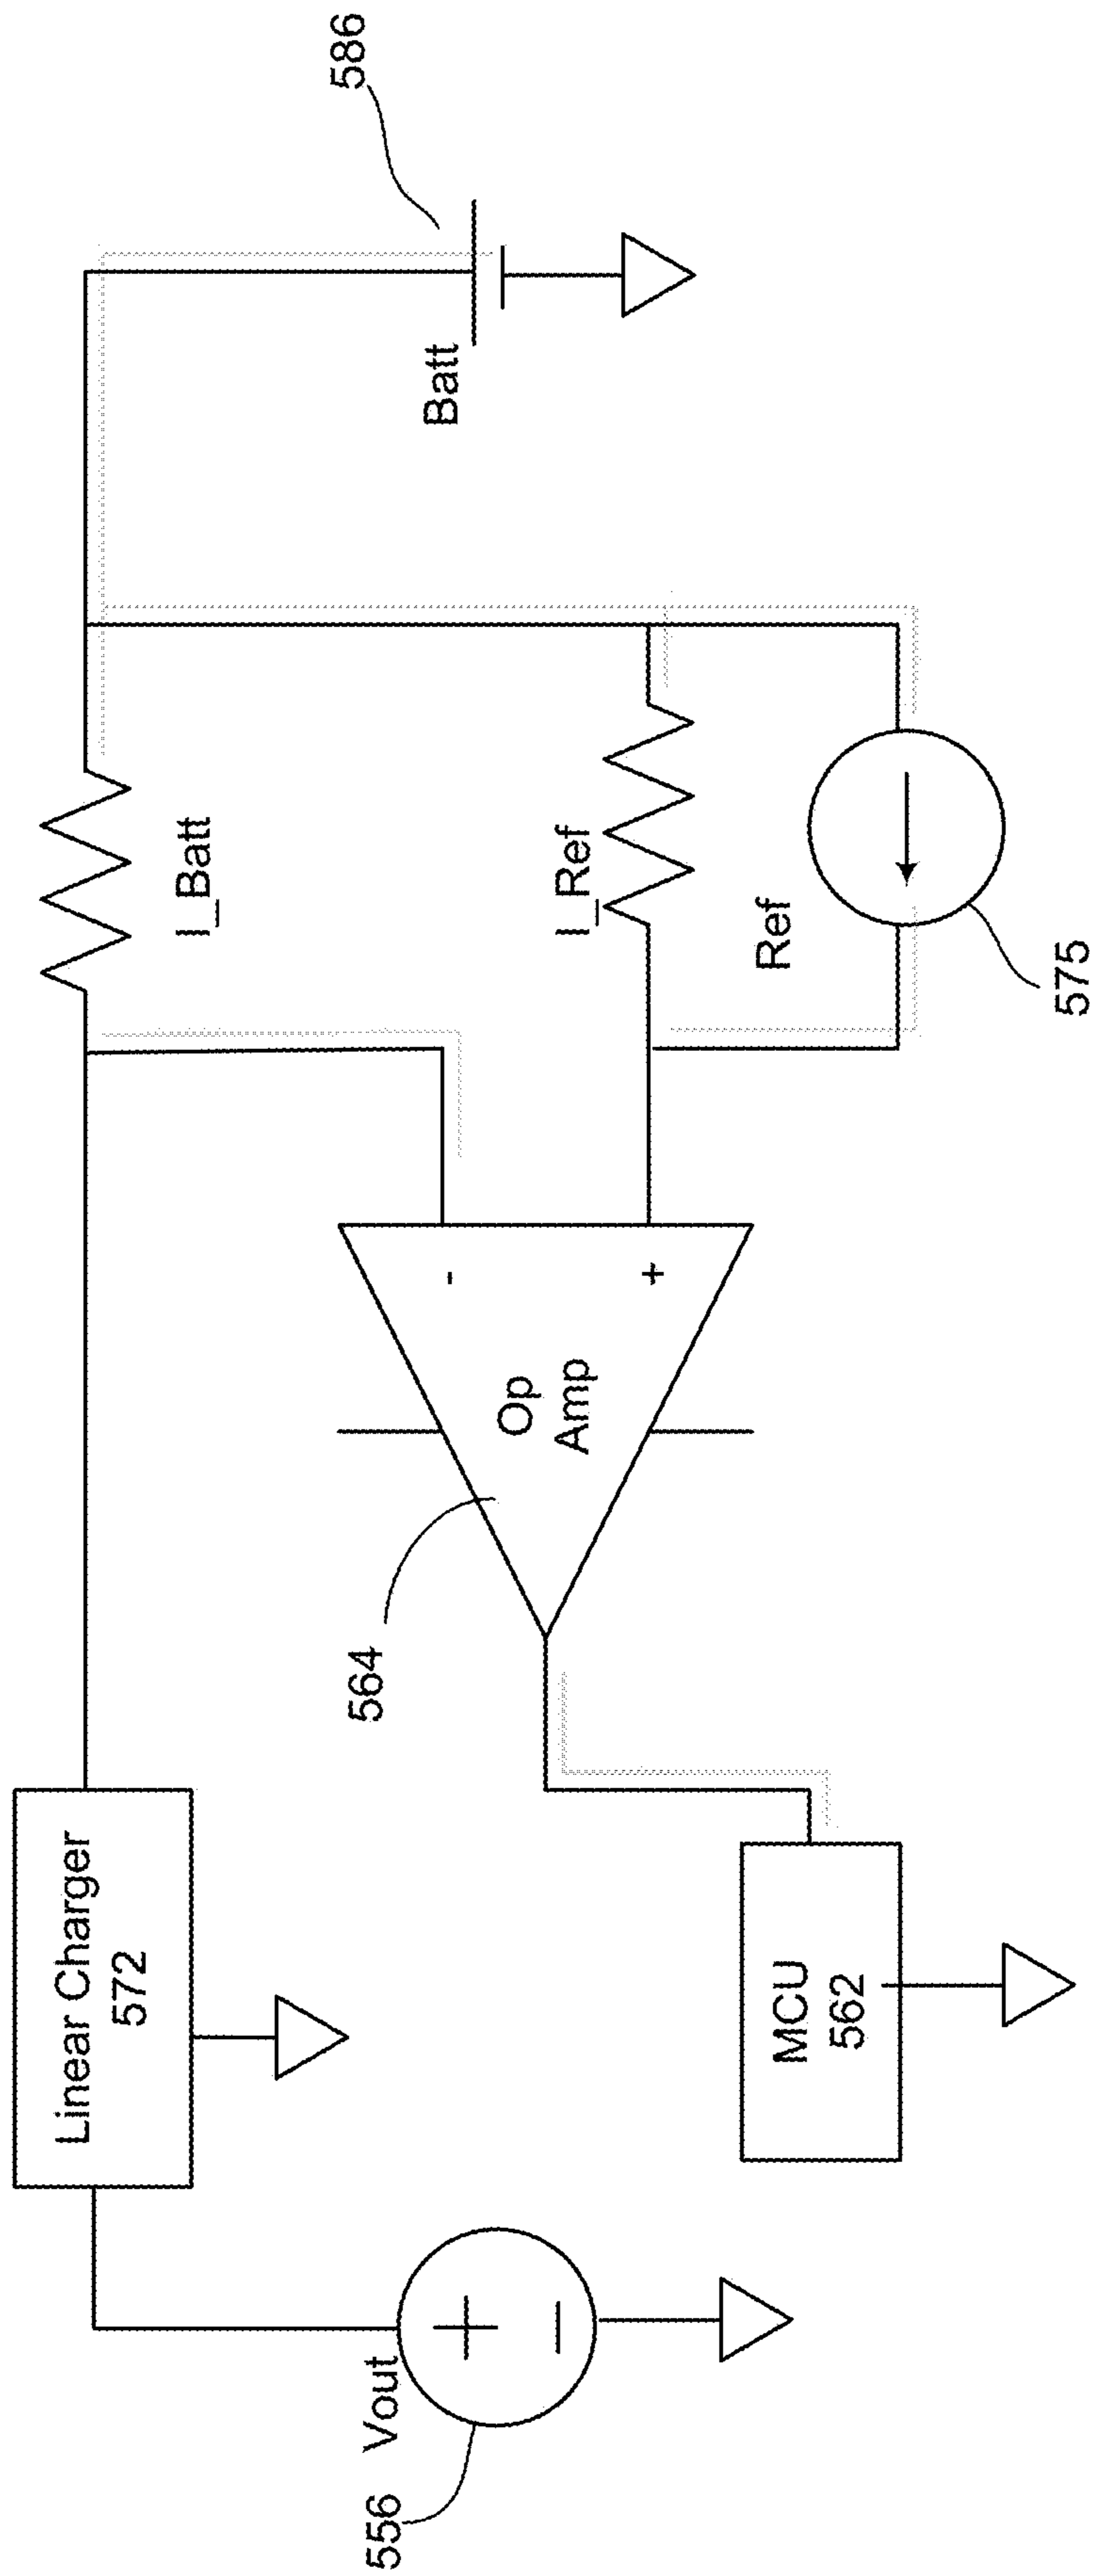 586
Batt
I_Batt
I_Ref
Ref
575
-
+
Op
Amp
564
Linear Charger
572
MCU
562
Vout
+
−
556